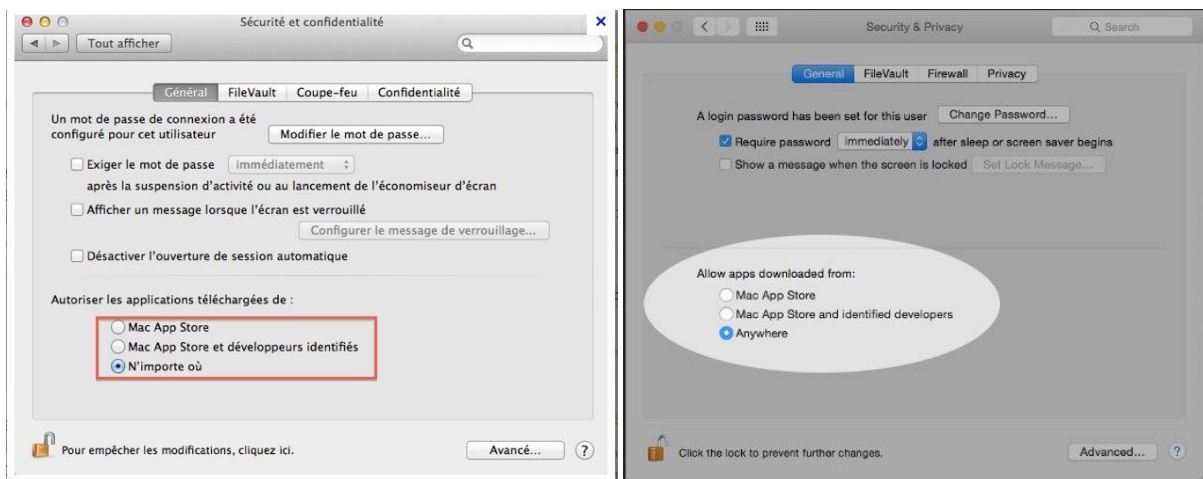 Sécurité et confidentialité
Tout afficher
Général FileVault Coupe-feu Confidentialité
Un mot de passe de connexion a été
configuré pour cet utilisateur Modifier le mot de passe...
Exiger le mot de passe immédiatement
après la suspension d'activité ou au lancement de l'économiseur d'écran
Afficher un message lorsque l'écran est verrouillé
Configurer le message de verrouillage...
Désactiver l'ouverture de session automatique
Autoriser les applications téléchargées de :
Mac App Store
Mac App Store et développeurs identifiés
N'importe où
Pour empêcher les modifications, cliquez ici.
Avancé... ?
Security & Privacy
Search
General FileVault Firewall Privacy
A login password has been set for this user Change Password...
Require password immediately after sleep or screen saver begins
Show a message when the screen is locked Set Lock Message...
Allow apps downloaded from:
Mac App Store
Mac App Store and identified developers
Anywhere
Click the lock to prevent further changes.
Advanced... ?